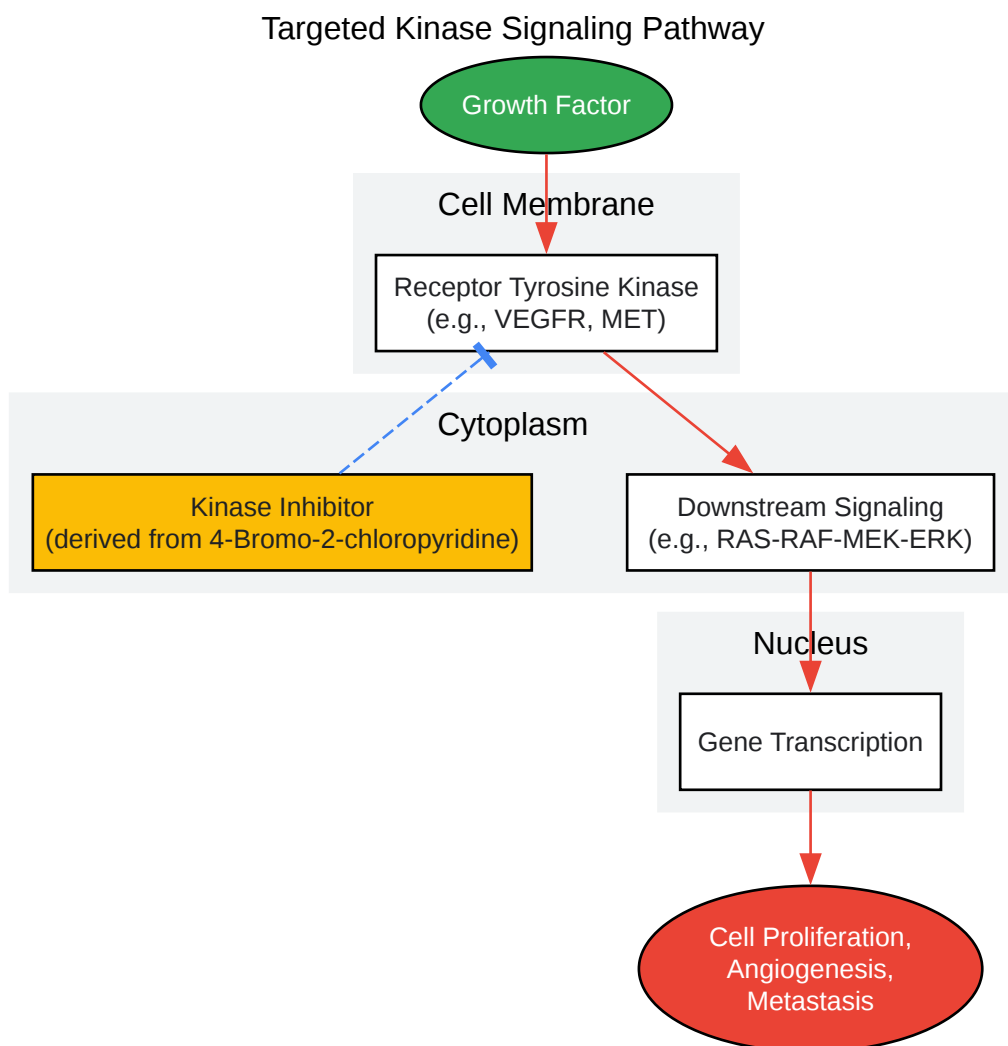 Targeted Kinase Signaling Pathway
Growth Factor
Cell Membrane
Receptor Tyrosine Kinase
(e.g., VEGFR, MET)
Cytoplasm
Kinase Inhibitor
(derived from 4-Bromo-2-chloropyridine)
Downstream Signaling
(e.g., RAS-RAF-MEK-ERK)
Nucleus
Gene Transcription
Cell Proliferation,
Angiogenesis,
Metastasis